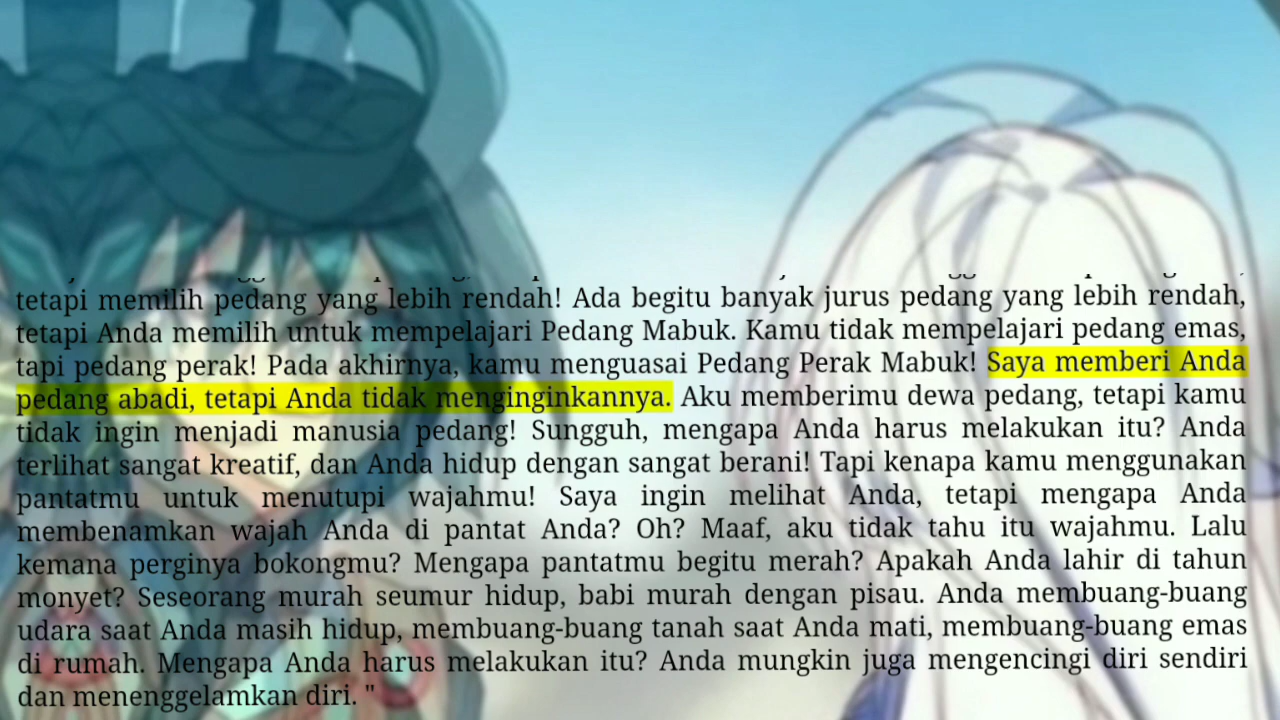 tetapi memilih pedang yang lebih rendah! Ada begitu banyak jurus pedang yang lebih rendah,
tetapi Anda memilih untuk mempelajari Pedang Mabuk. Kamu tidak mempelajari pedang emas,
tapi pedang perak! Pada akhirnya, kamu menguasai Pedang Perak Mabuk! Saya memberi Anda
pedang abadi, tetapi Anda tidak menginginkannya. Aku memberimu dewa pedang, tetapi kamu
tidak ingin menjadi manusia pedang! Sungguh, mengapa Anda harus melakukan itu? Anda
terlihat sangat kreatif, dan Anda hidup dengan sangat berani! Tapi kenapa kamu menggunakan
pantatmu untuk menutupi wajahmu! Saya ingin melihat Anda, tetapi mengapa Anda
membenamkan wajah Anda di pantat Anda? Oh? Maaf, aku tidak tahu itu wajahmu. Lalu
kemana perginya bokongmu? Mengapa pantatmu begitu merah? Apakah Anda lahir di tahun
monyet? Seseorang murah seumur hidup, babi murah dengan pisau. Anda membuang-buang
udara saat Anda masih hidup, membuang-buang tanah saat Anda mati, membuang-buang emas
di rumah. Mengapa Anda harus melakukan itu? Anda mungkin juga mengencingi diri sendiri
dan menenggelamkan diri. "